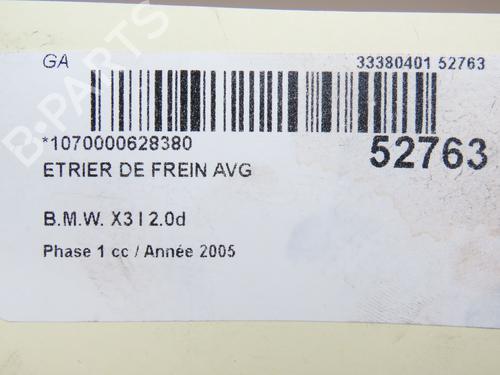 GA 33380401 52763
*1070000628380 52763
ETRIER DE FREIN AVG
B.M.W. X3 I 2.0d
Phase 1 cc / Année 2005
B-PARTS